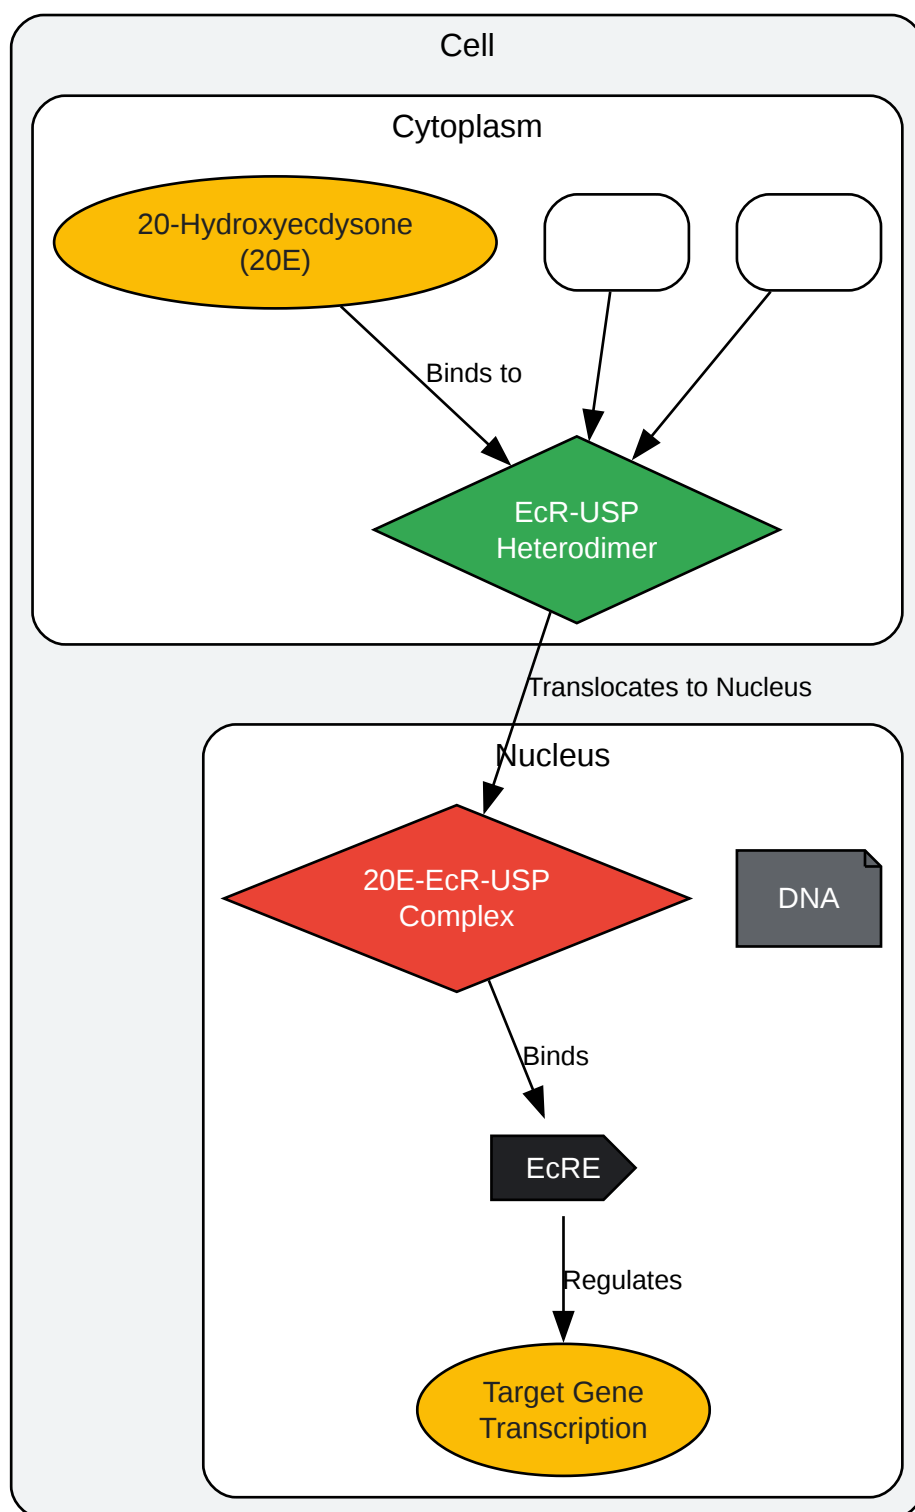 Cell
Cytoplasm
20-Hydroxyecdysone
(20E)
Binds to
EcR-USP
Heterodimer
Translocates to Nucleus
Nucleus
20E-EcR-USP
Complex
DNA
Binds
EcRE
Regulates
Target Gene
Transcription